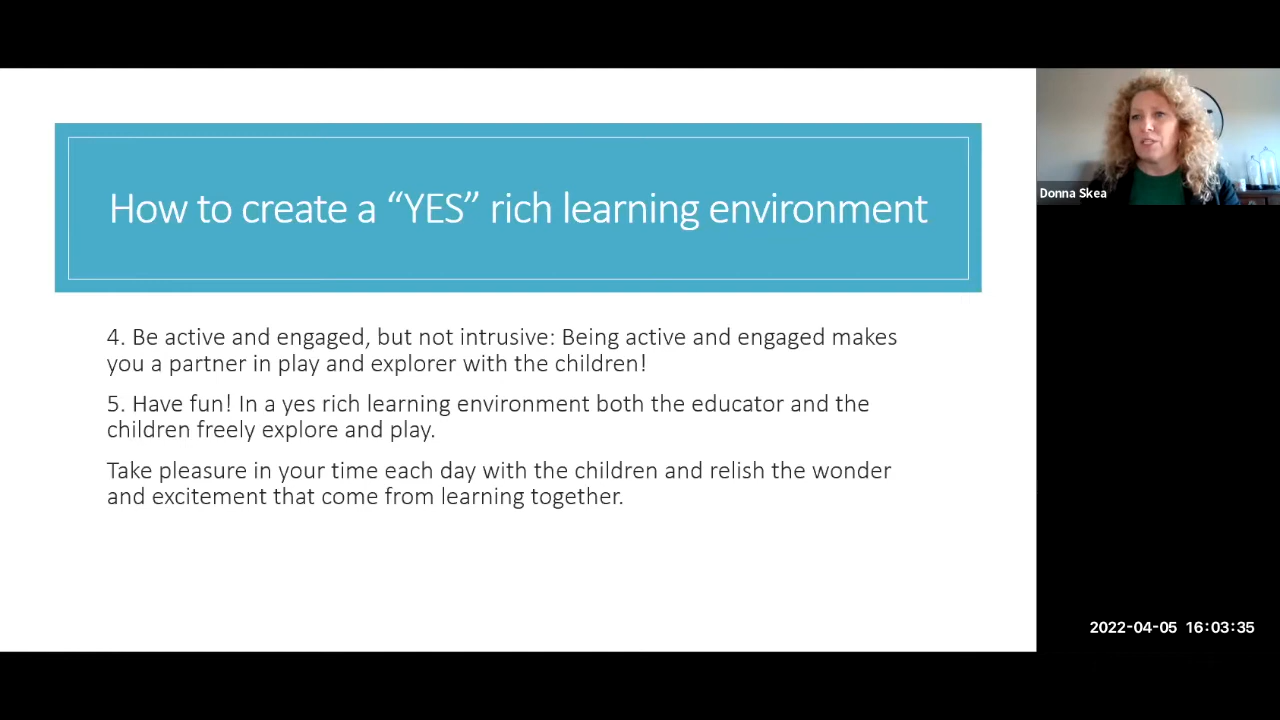 How to create a “YES” rich learning environment
4. Be active and engaged, but not intrusive: Being active and engaged makes
you a partner in play and explorer with the children!
5. Have fun! In a yes rich learning environment both the educator and the
children freely explore and play.
Take pleasure in your time each day with the children and relish the wonder
and excitement that come from learning together.
Donna Skea
2022-04-05 16:03:35